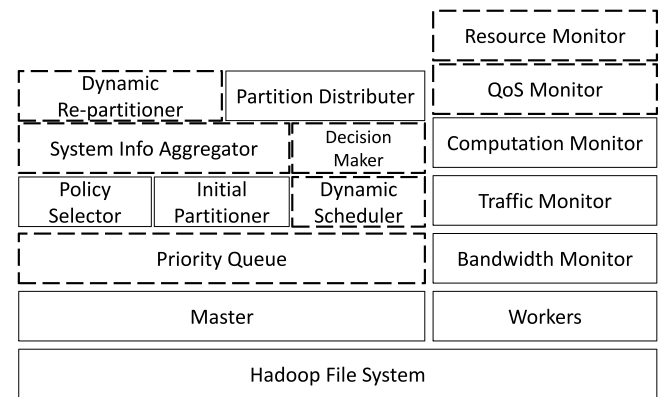 Resource Monitor
Dynamic
Re-partitioner
Partition Distributer
QoS Monitor
System Info Aggregator
Decision
Maker
Computation Monitor
Policy
Selector
Initial
Partitioner
Dynamic
Scheduler
Traffic Monitor
Priority Queue
Bandwidth Monitor
Master
Workers
Hadoop File System